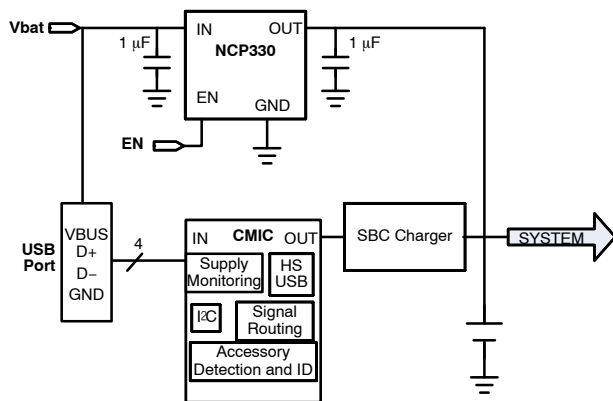 Vbat
IN
OUT
NCP330
1 μF
1 μF
EN
GND
EN
USB
Port
VBUS
D+
D−
GND
4
IN
CMIC
OUT
Supply
Monitoring
HS
USB
I2C
Signal
Routing
Accessory
Detection and ID
SBC Charger
SYSTEM